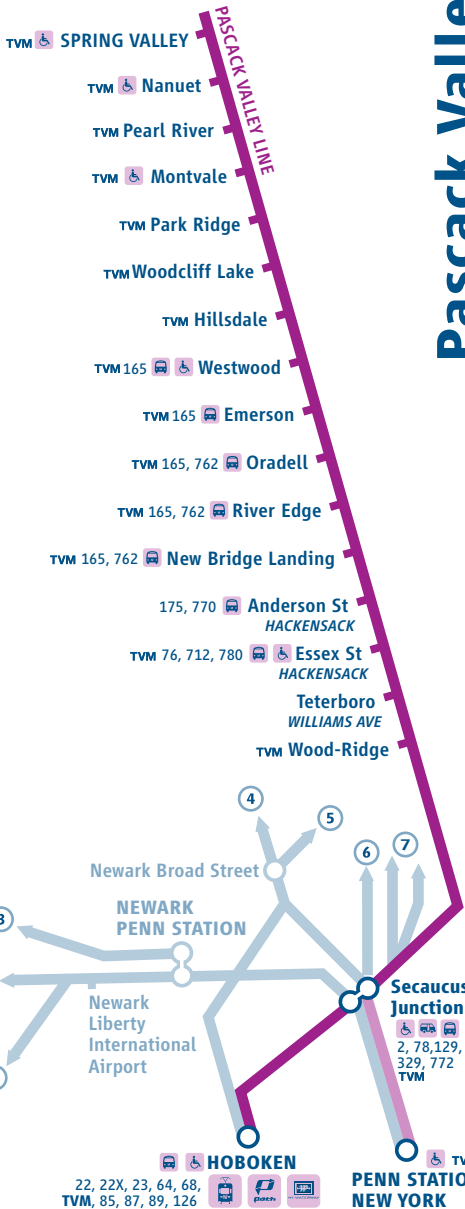 PASCACK VALLEY LINE
TVM SPRING VALLEY
TVM Nanuet
TVM Pearl River
TVM Montvale
TVM Park Ridge
TVM Woodcliff Lake
TVM Hillsdale
TVM 165 Westwood
TVM 165 Emerson
TVM 165, 762 Oradell
TVM 165, 762 River Edge
TVM 165, 762 New Bridge Landing
175, 770 Anderson St
HACKENSACK
TVM 76, 712, 780 Essex St
HACKENSACK
Teterboro
WILLIAMS AVE
TVM Wood-Ridge
Pascack Valle
4
5
6
7
Newark Broad Street
3
NEWARK
PENN STATION
Newark
Liberty
International
Airport
Secaucus
Junction
2, 78,129,
329, 772
TVM
HOBOKEN
22, 22X, 23, 64, 68,
TVM, 85, 87, 89, 126
path
TV
PENN STATIO
NEW YORK